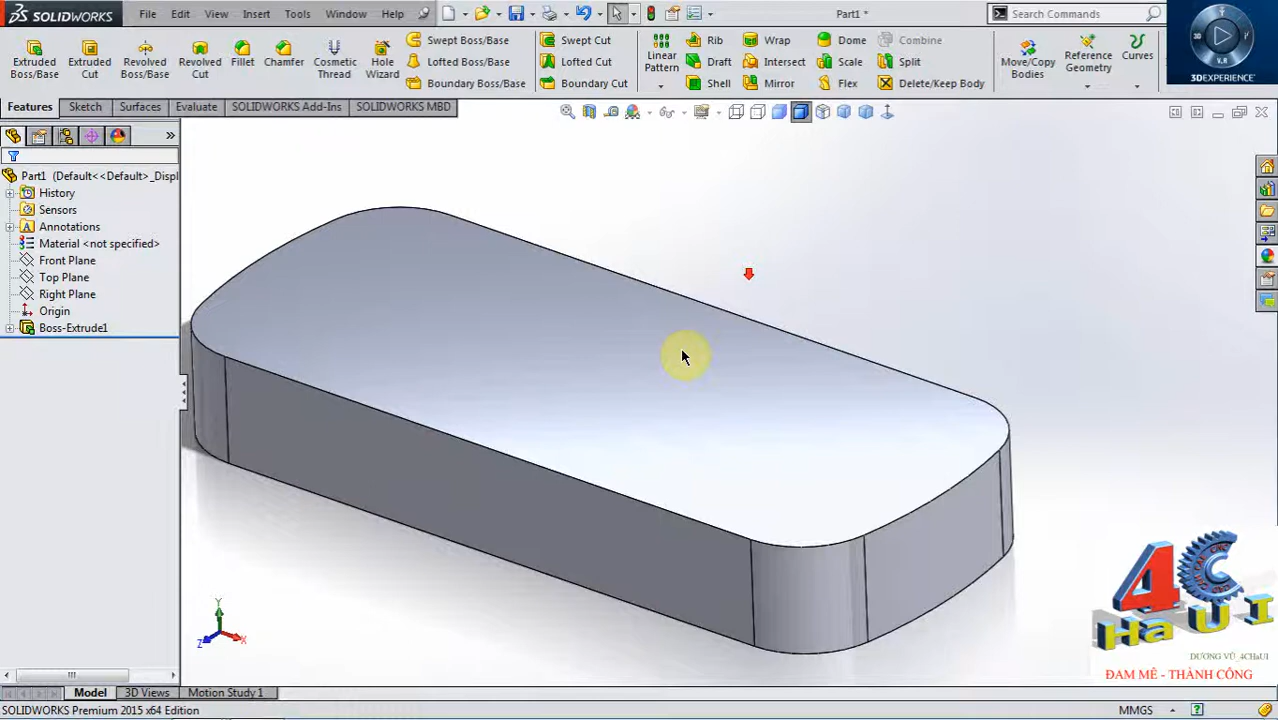 SOLIDWORKS File Edit View Insert Tools Window Help Part1 * Search Commands
3D V.R 3DEXPERIENCE
Extruded Boss/Base Extruded Cut Revolved Boss/Base Revolved Cut Fillet Chamfer Cosmetic Thread Hole Wizard
Swept Boss/Base Swept Cut Rib Wrap Dome Combine
Lofted Boss/Base Lofted Cut Draft Intersect Scale Split
Boundary Boss/Base Boundary Cut Shell Mirror Flex Delete/Keep Body
Linear Pattern Move/Copy Bodies Reference Geometry Curves
Features Sketch Surfaces Evaluate SOLIDWORKS Add-Ins SOLIDWORKS MBD
Part1 (Default<<Default>_Displ
History
Sensors
Annotations
Material <not specified>
Front Plane
Top Plane
Right Plane
Origin
Boss-Extrude1
Y
Z X
4C
HaUI
DƯƠNG VŨ_4CHaUI
ĐAM MÊ - THÀNH CÔNG
Model 3D Views Motion Study 1
SOLIDWORKS Premium 2015 x64 Edition MMGS